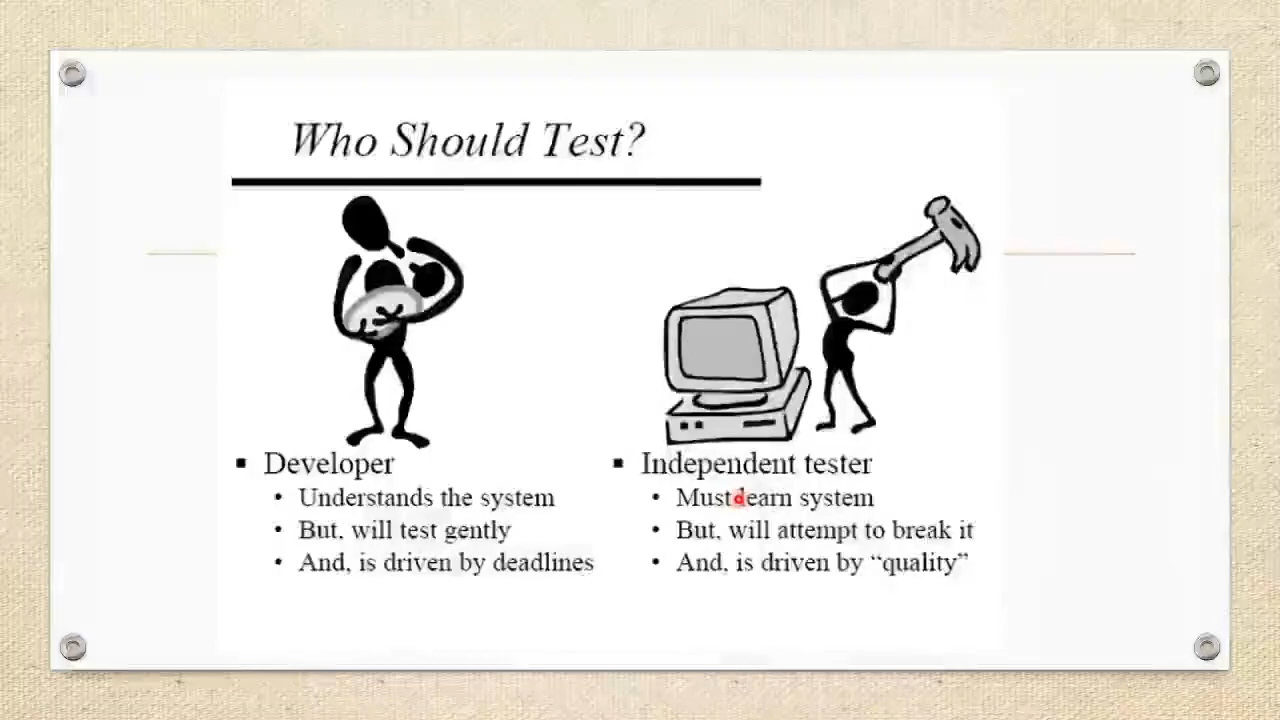 Who Should Test?
▪ Developer
• Understands the system
• But, will test gently
• And, is driven by deadlines
▪ Independent tester
• Must learn system
• But, will attempt to break it
• And, is driven by “quality”